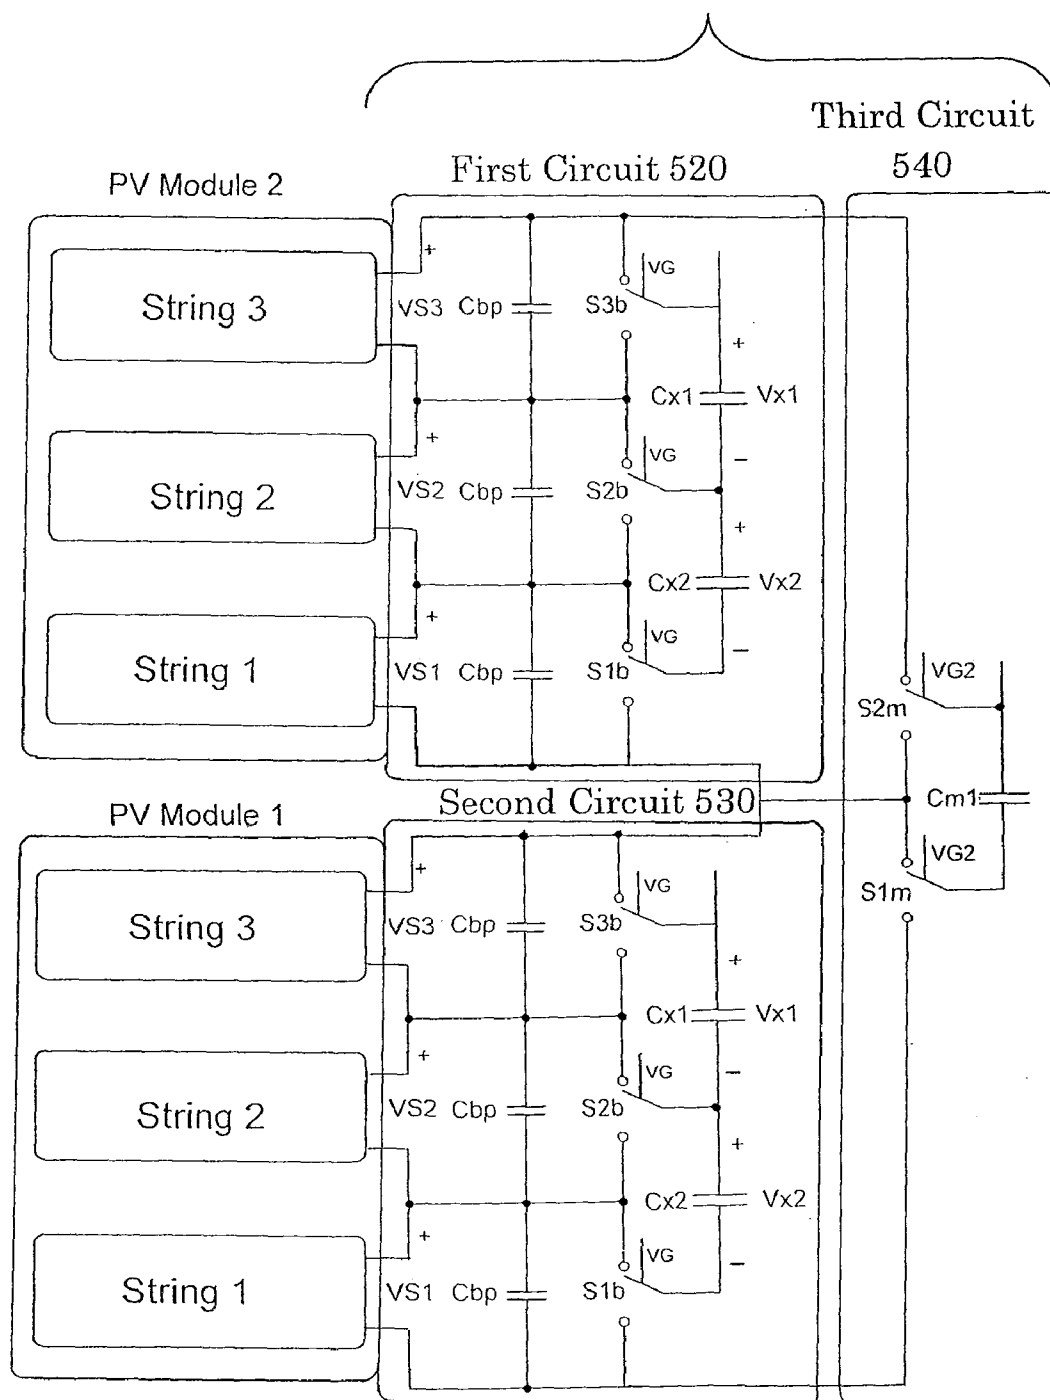 Third Circuit
540
PV Module 2
First Circuit 520
String 3
+
VS3
Cbp
S3b
VG
+
Cx1
Vx1
−
String 2
+
VS2
Cbp
S2b
VG
+
Cx2
Vx2
−
String 1
+
VS1
Cbp
S1b
VG
S2m
VG2
Cm1
S1m
VG2
PV Module 1
Second Circuit 530
String 3
+
VS3
Cbp
S3b
VG
+
Cx1
Vx1
−
String 2
+
VS2
Cbp
S2b
VG
+
Cx2
Vx2
−
String 1
+
VS1
Cbp
S1b
VG